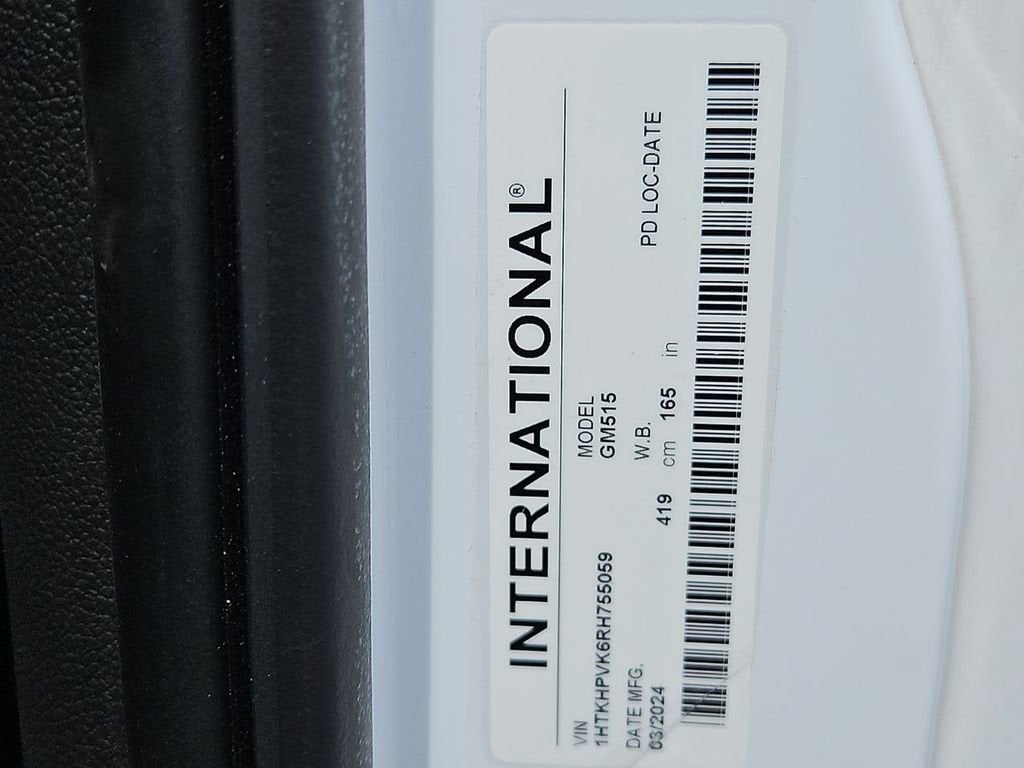 INTERNATIONAL®
VIN
1HTKHPVK6RH755059
MODEL
GM515
DATE MFG.
03/2024
W.B.
419 cm 165 in
PD LOC-DATE